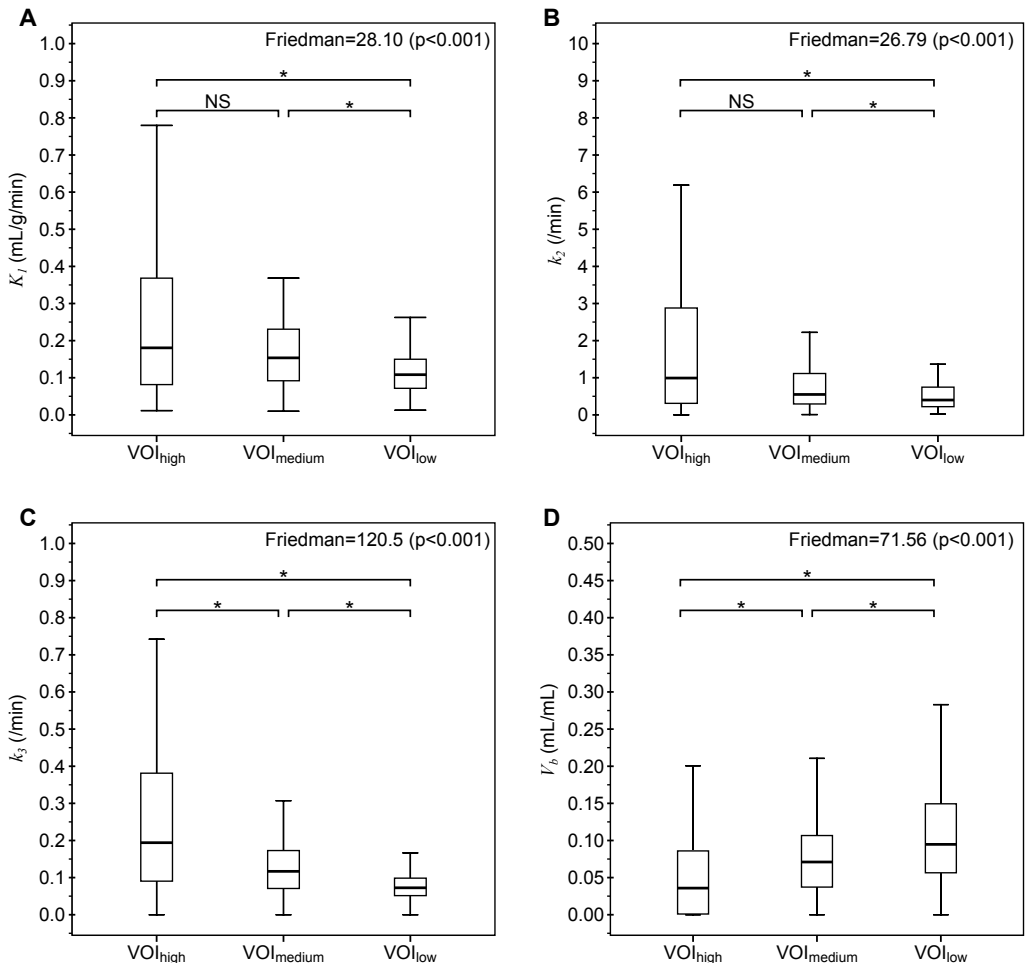 A
Friedman=28.10 (p<0.001)
1.0
0.9
0.8
0.7
0.6
0.5
0.4
0.3
0.2
0.1
0.0
K1 (mL/g/min)
*
NS
*
VOIhigh
VOImedium
VOIlow
B
Friedman=26.79 (p<0.001)
10
9
8
7
6
5
4
3
2
1
0
k2 (/min)
*
NS
*
VOIhigh
VOImedium
VOIlow
C
Friedman=120.5 (p<0.001)
1.0
0.9
0.8
0.7
0.6
0.5
0.4
0.3
0.2
0.1
0.0
k3 (/min)
*
*
*
VOIhigh
VOImedium
VOIlow
D
Friedman=71.56 (p<0.001)
0.50
0.45
0.40
0.35
0.30
0.25
0.20
0.15
0.10
0.05
0.00
Vb (mL/mL)
*
*
*
VOIhigh
VOImedium
VOIlow